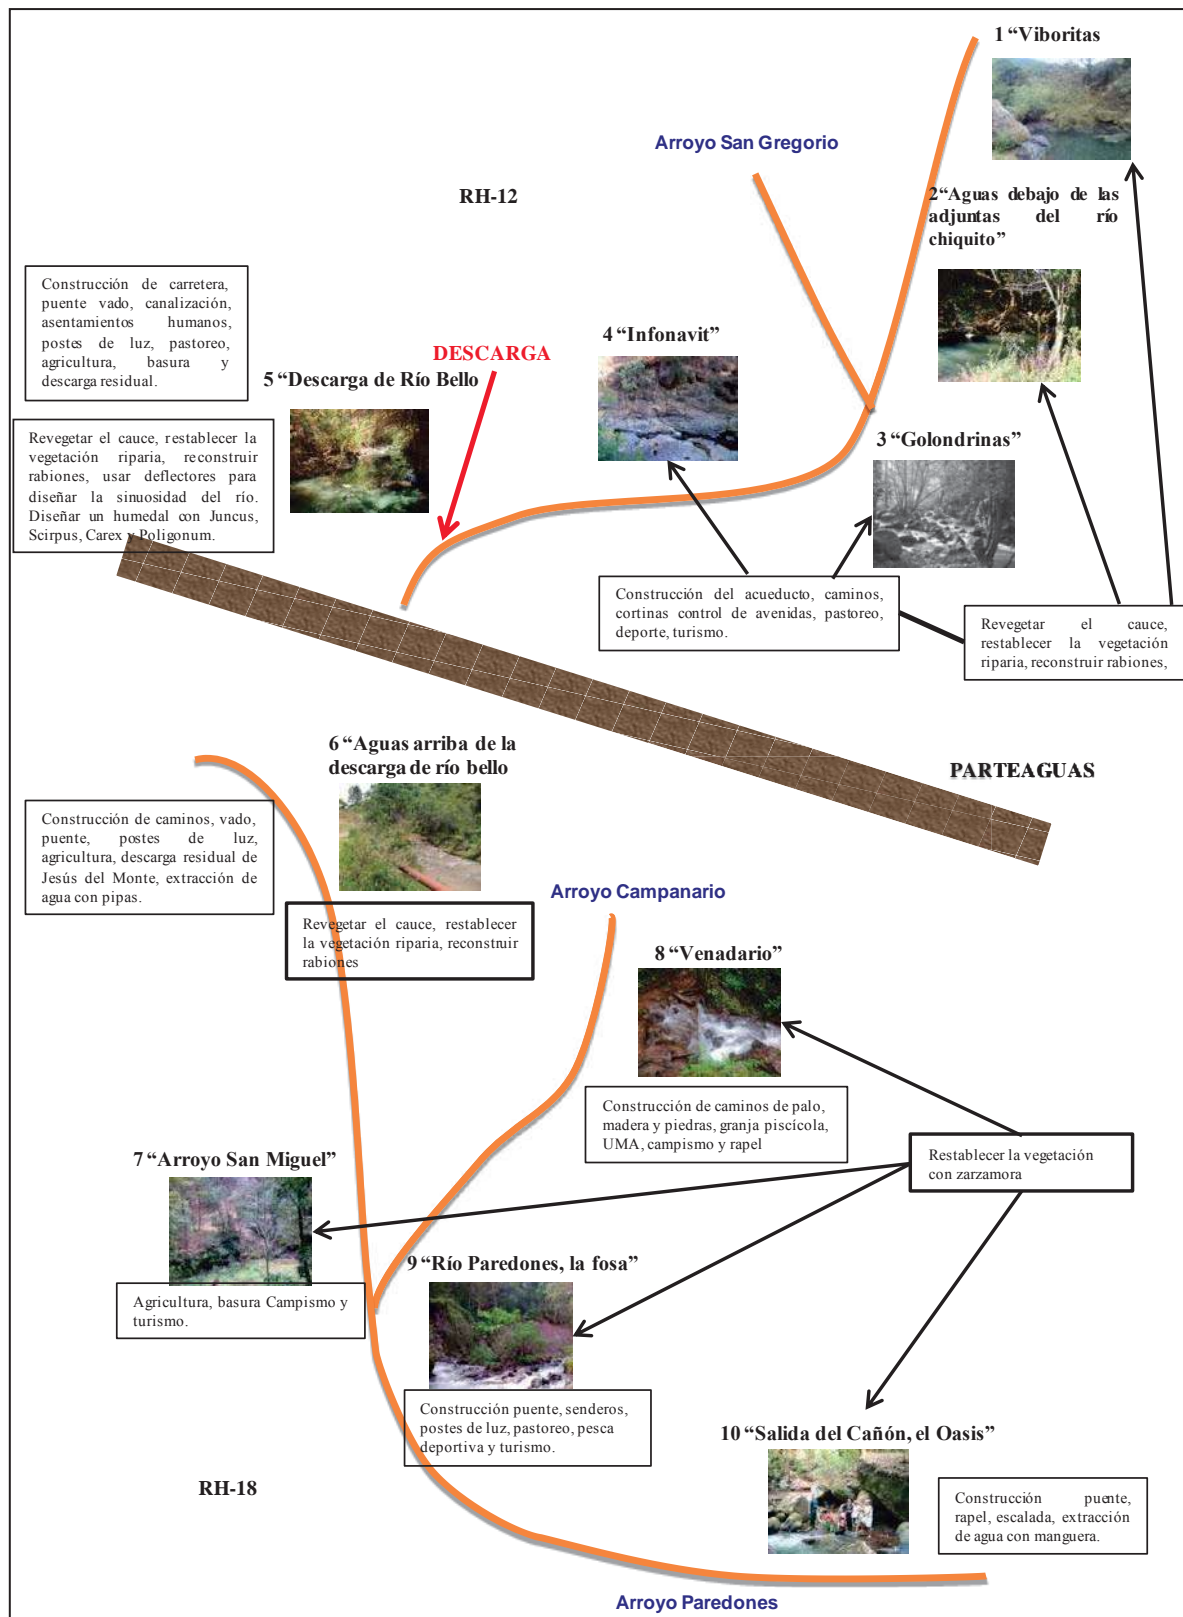 1 “Viboritas
Arroyo San Gregorio
RH-12
2“Aguas debajo de las
adjuntas del río
chiquito”
Construcción de carretera,
puente vado, canalización,
asentamientos humanos,
postes de luz, pastoreo,
agricultura, basura y
descarga residual.
4 “Infonavit”
DESCARGA
5 “Descarga de Río Bello
Revegetar el cauce, restablecer la
vegetación riparia, reconstruir
rabiones, usar deflectores para
diseñar la sinuosidad del río.
Diseñar un humedal con Juncus,
Scirpus, Carex y Poligonum.
3 “Golondrinas”
Construcción del acueducto, caminos,
cortinas control de avenidas, pastoreo,
deporte, turismo.
Revegetar el cauce,
restablecer la vegetación
riparia, reconstruir rabiones,
6 “Aguas arriba de la
descarga de río bello
PARTEAGUAS
Construcción de caminos, vado,
puente, postes de luz,
agricultura, descarga residual de
Jesús del Monte, extracción de
agua con pipas.
Arroyo Campanario
Revegetar el cauce, restablecer
la vegetación riparia, reconstruir
rabiones
8 “Venadario”
Construcción de caminos de palo,
madera y piedras, granja piscícola,
UMA, campismo y rapel
7 “Arroyo San Miguel”
Restablecer la vegetación
con zarzamora
9 “Río Paredones, la fosa”
Agricultura, basura Campismo y
turismo.
Construcción puente, senderos,
postes de luz, pastoreo, pesca
deportiva y turismo.
10 “Salida del Cañón, el Oasis”
RH-18
Construcción puente,
rapel, escalada, extracción
de agua con manguera.
Arroyo Paredones